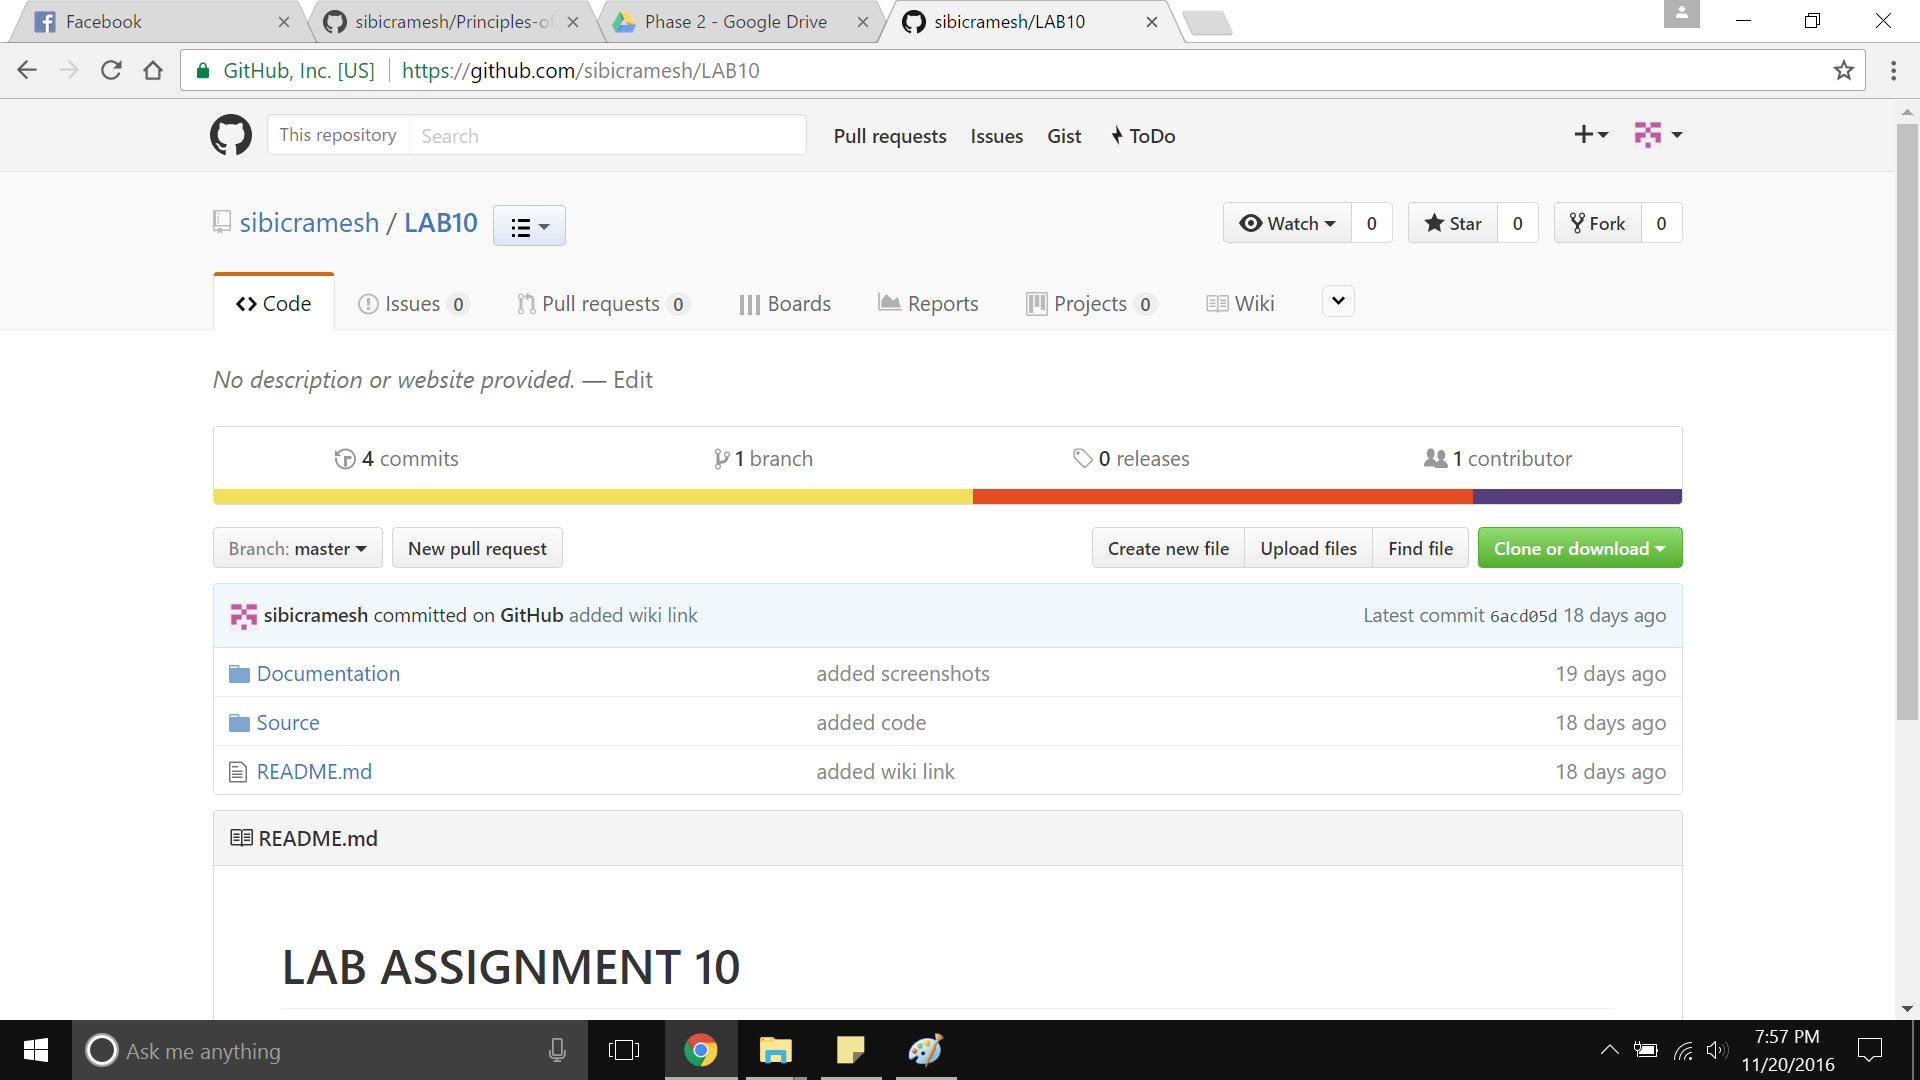 Facebook
sibicramesh/Principles-of
Phase 2 - Google Drive
sibicramesh/LAB10
GitHub, Inc. [US]
https://github.com/sibicramesh/LAB10
This repository
Search
Pull requests
Issues
Gist
ToDo
sibicramesh / LAB10
Watch 0
Star 0
Fork 0
Code
Issues 0
Pull requests 0
Boards
Reports
Projects 0
Wiki
No description or website provided. — Edit
4 commits
1 branch
0 releases
1 contributor
Branch: master
New pull request
Create new file
Upload files
Find file
Clone or download
sibicramesh committed on GitHub added wiki link
Latest commit 6acd05d 18 days ago
Documentation
added screenshots
19 days ago
Source
added code
18 days ago
README.md
added wiki link
18 days ago
README.md
LAB ASSIGNMENT 10
Ask me anything
7:57 PM
11/20/2016